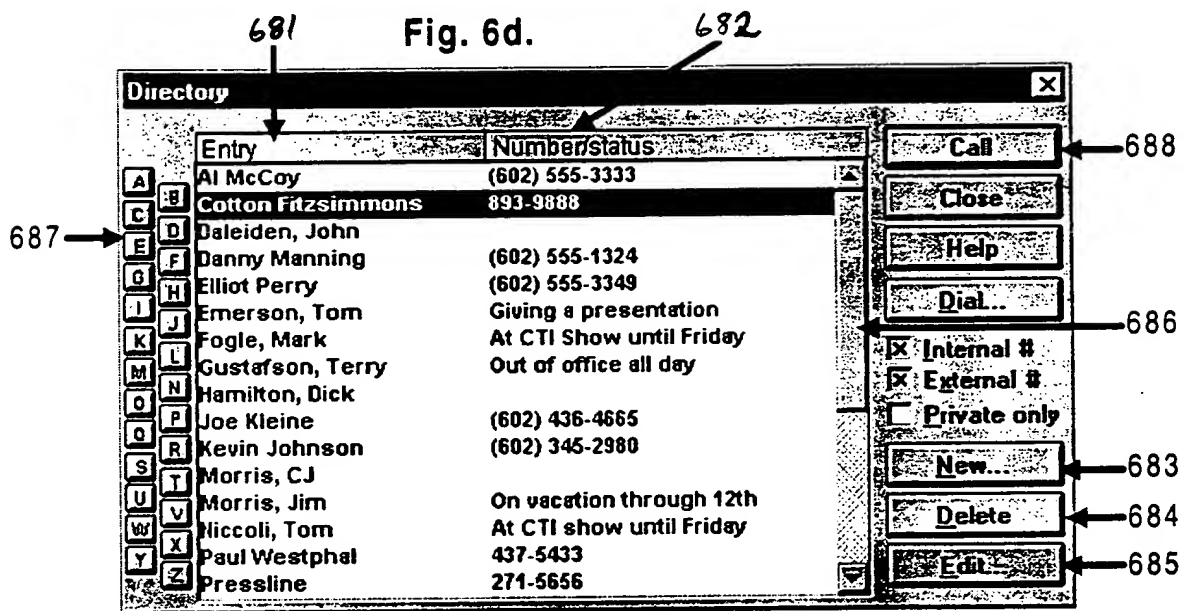 681 Fig. 6d. 682
Directory
Entry Number/status
Al McCoy (602) 555-3333
Cotton Fitzsimmons 893-9888
Daleiden, John
Danny Manning (602) 555-1324
Elliot Perry (602) 555-3349
Emerson, Tom Giving a presentation
Fogle, Mark At CTI Show until Friday
Gustafson, Terry Out of office all day
Hamilton, Dick
Joe Kleine (602) 436-4665
Kevin Johnson (602) 345-2980
Morris, CJ
Morris, Jim On vacation through 12th
Niccoli, Tom At CTI show until Friday
Paul Westphal 437-5433
Pressline 271-5656
687
A
B
C
D
E
F
G
H
I
J
K
L
M
N
O
P
Q
R
S
T
U
V
W
X
Y
Z
Call 688
Close
Help
Dial...
686
Internal #
External #
Private only
New... 683
Delete 684
Edit... 685